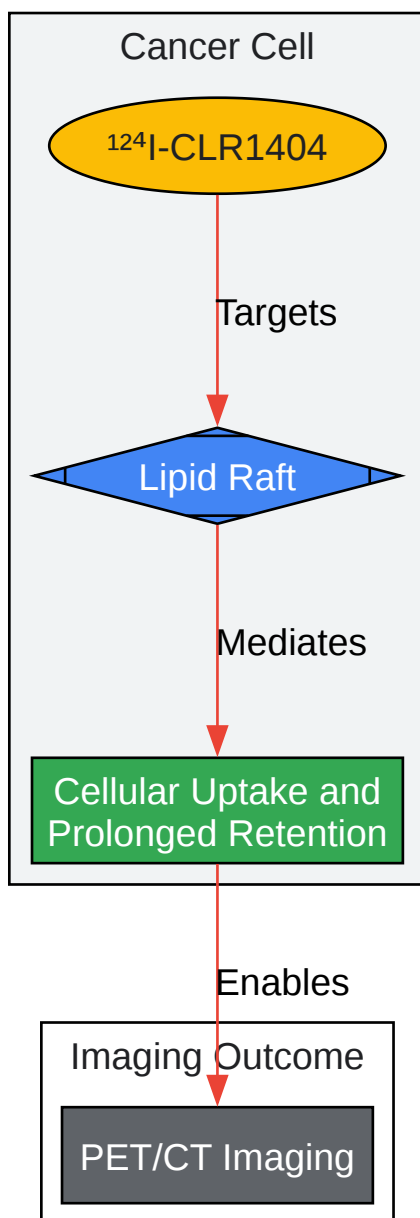 Cancer Cell
¹²⁴I-CLR1404
Targets
Lipid Raft
Mediates
Cellular Uptake and
Prolonged Retention
Enables
Imaging Outcome
PET/CT Imaging